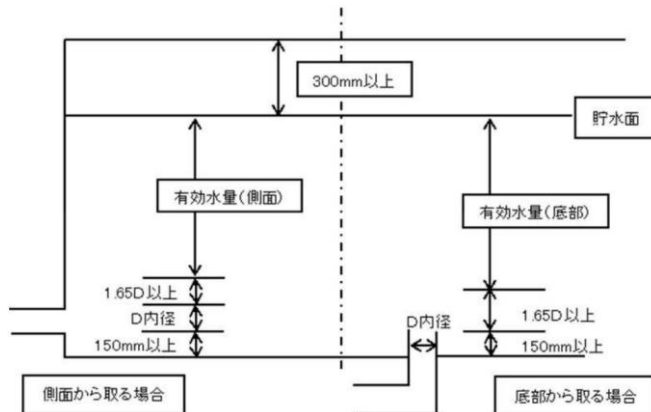 300mm以上
貯水面
有効水量(側面)
有効水量(底部)
1.65D以上
D内径
150mm以上
D内径
1.65D以上
150mm以上
側面から取る場合
底部から取る場合